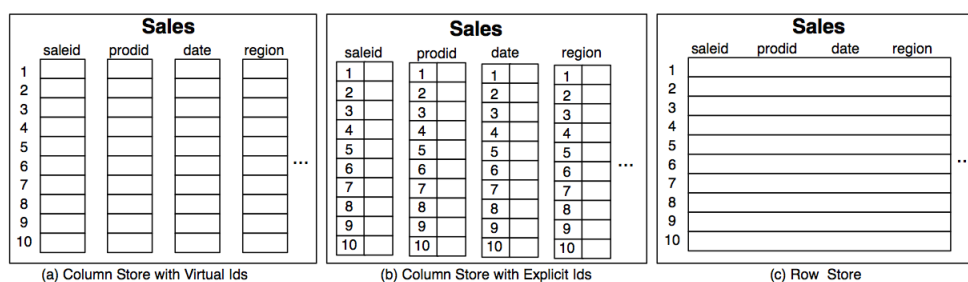 Sales
saleid prodid date region
1
2
3
4
5
6
7
8
9
10
...
(a) Column Store with Virtual Ids
Sales
saleid prodid date region
1 1 1 1
2 2 2 2
3 3 3 3
4 4 4 4
5 5 5 5
6 6 6 6
7 7 7 7
8 8 8 8
9 9 9 9
10 10 10 10
...
(b) Column Store with Explicit Ids
Sales
saleid prodid date region
1
2
3
4
5
6
7
8
9
10
..
(c) Row Store